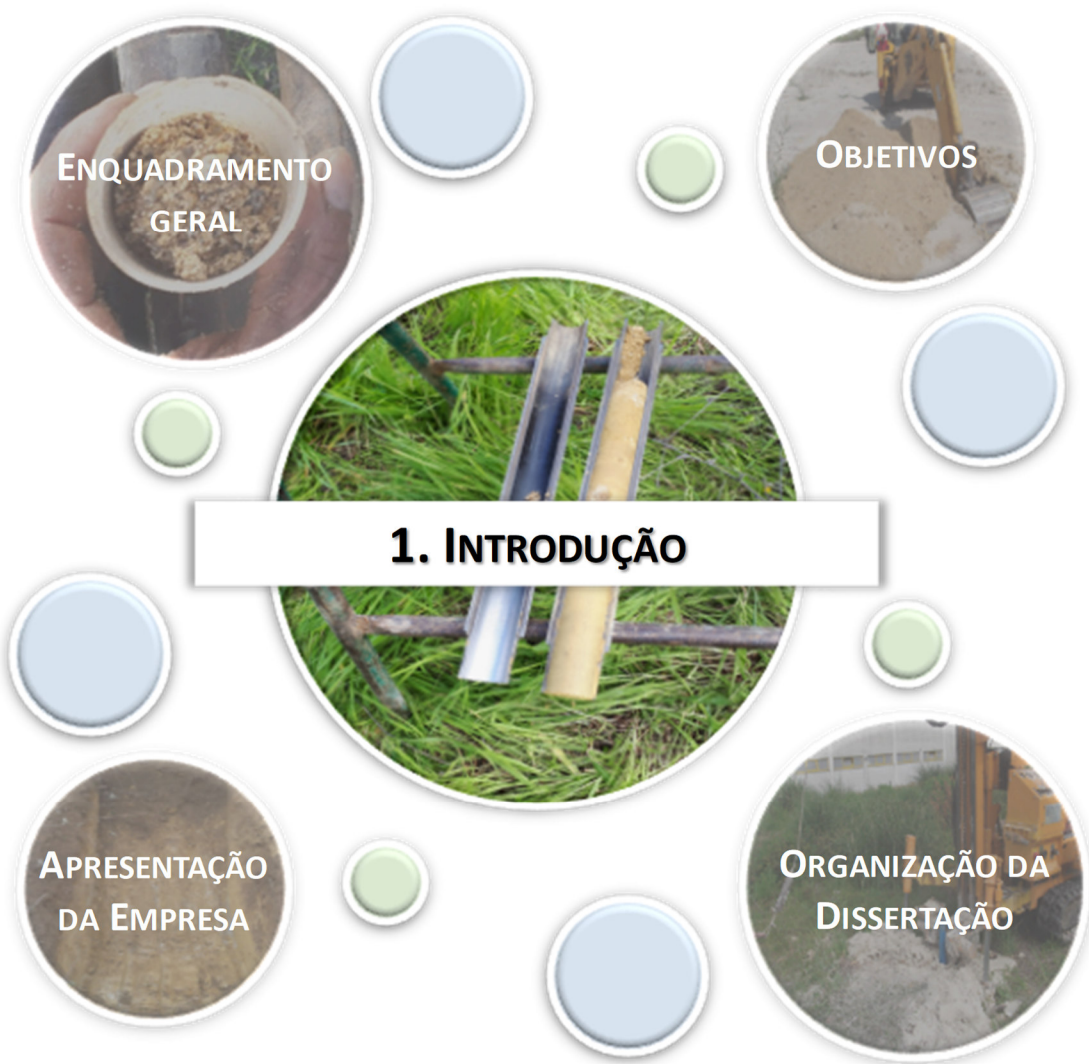 ENQUADRAMENTO
GERAL
OBJETIVOS
1. INTRODUÇÃO
APRESENTAÇÃO
DA EMPRESA
ORGANIZAÇÃO DA
DISSERTAÇÃO